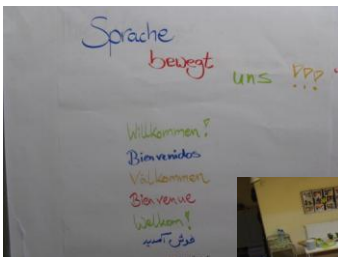 Sprache
bewegt
uns ???
Willkommen!
Bienvenidos
Välkommen
Bienvenue
Welkom!
خوش آمدید